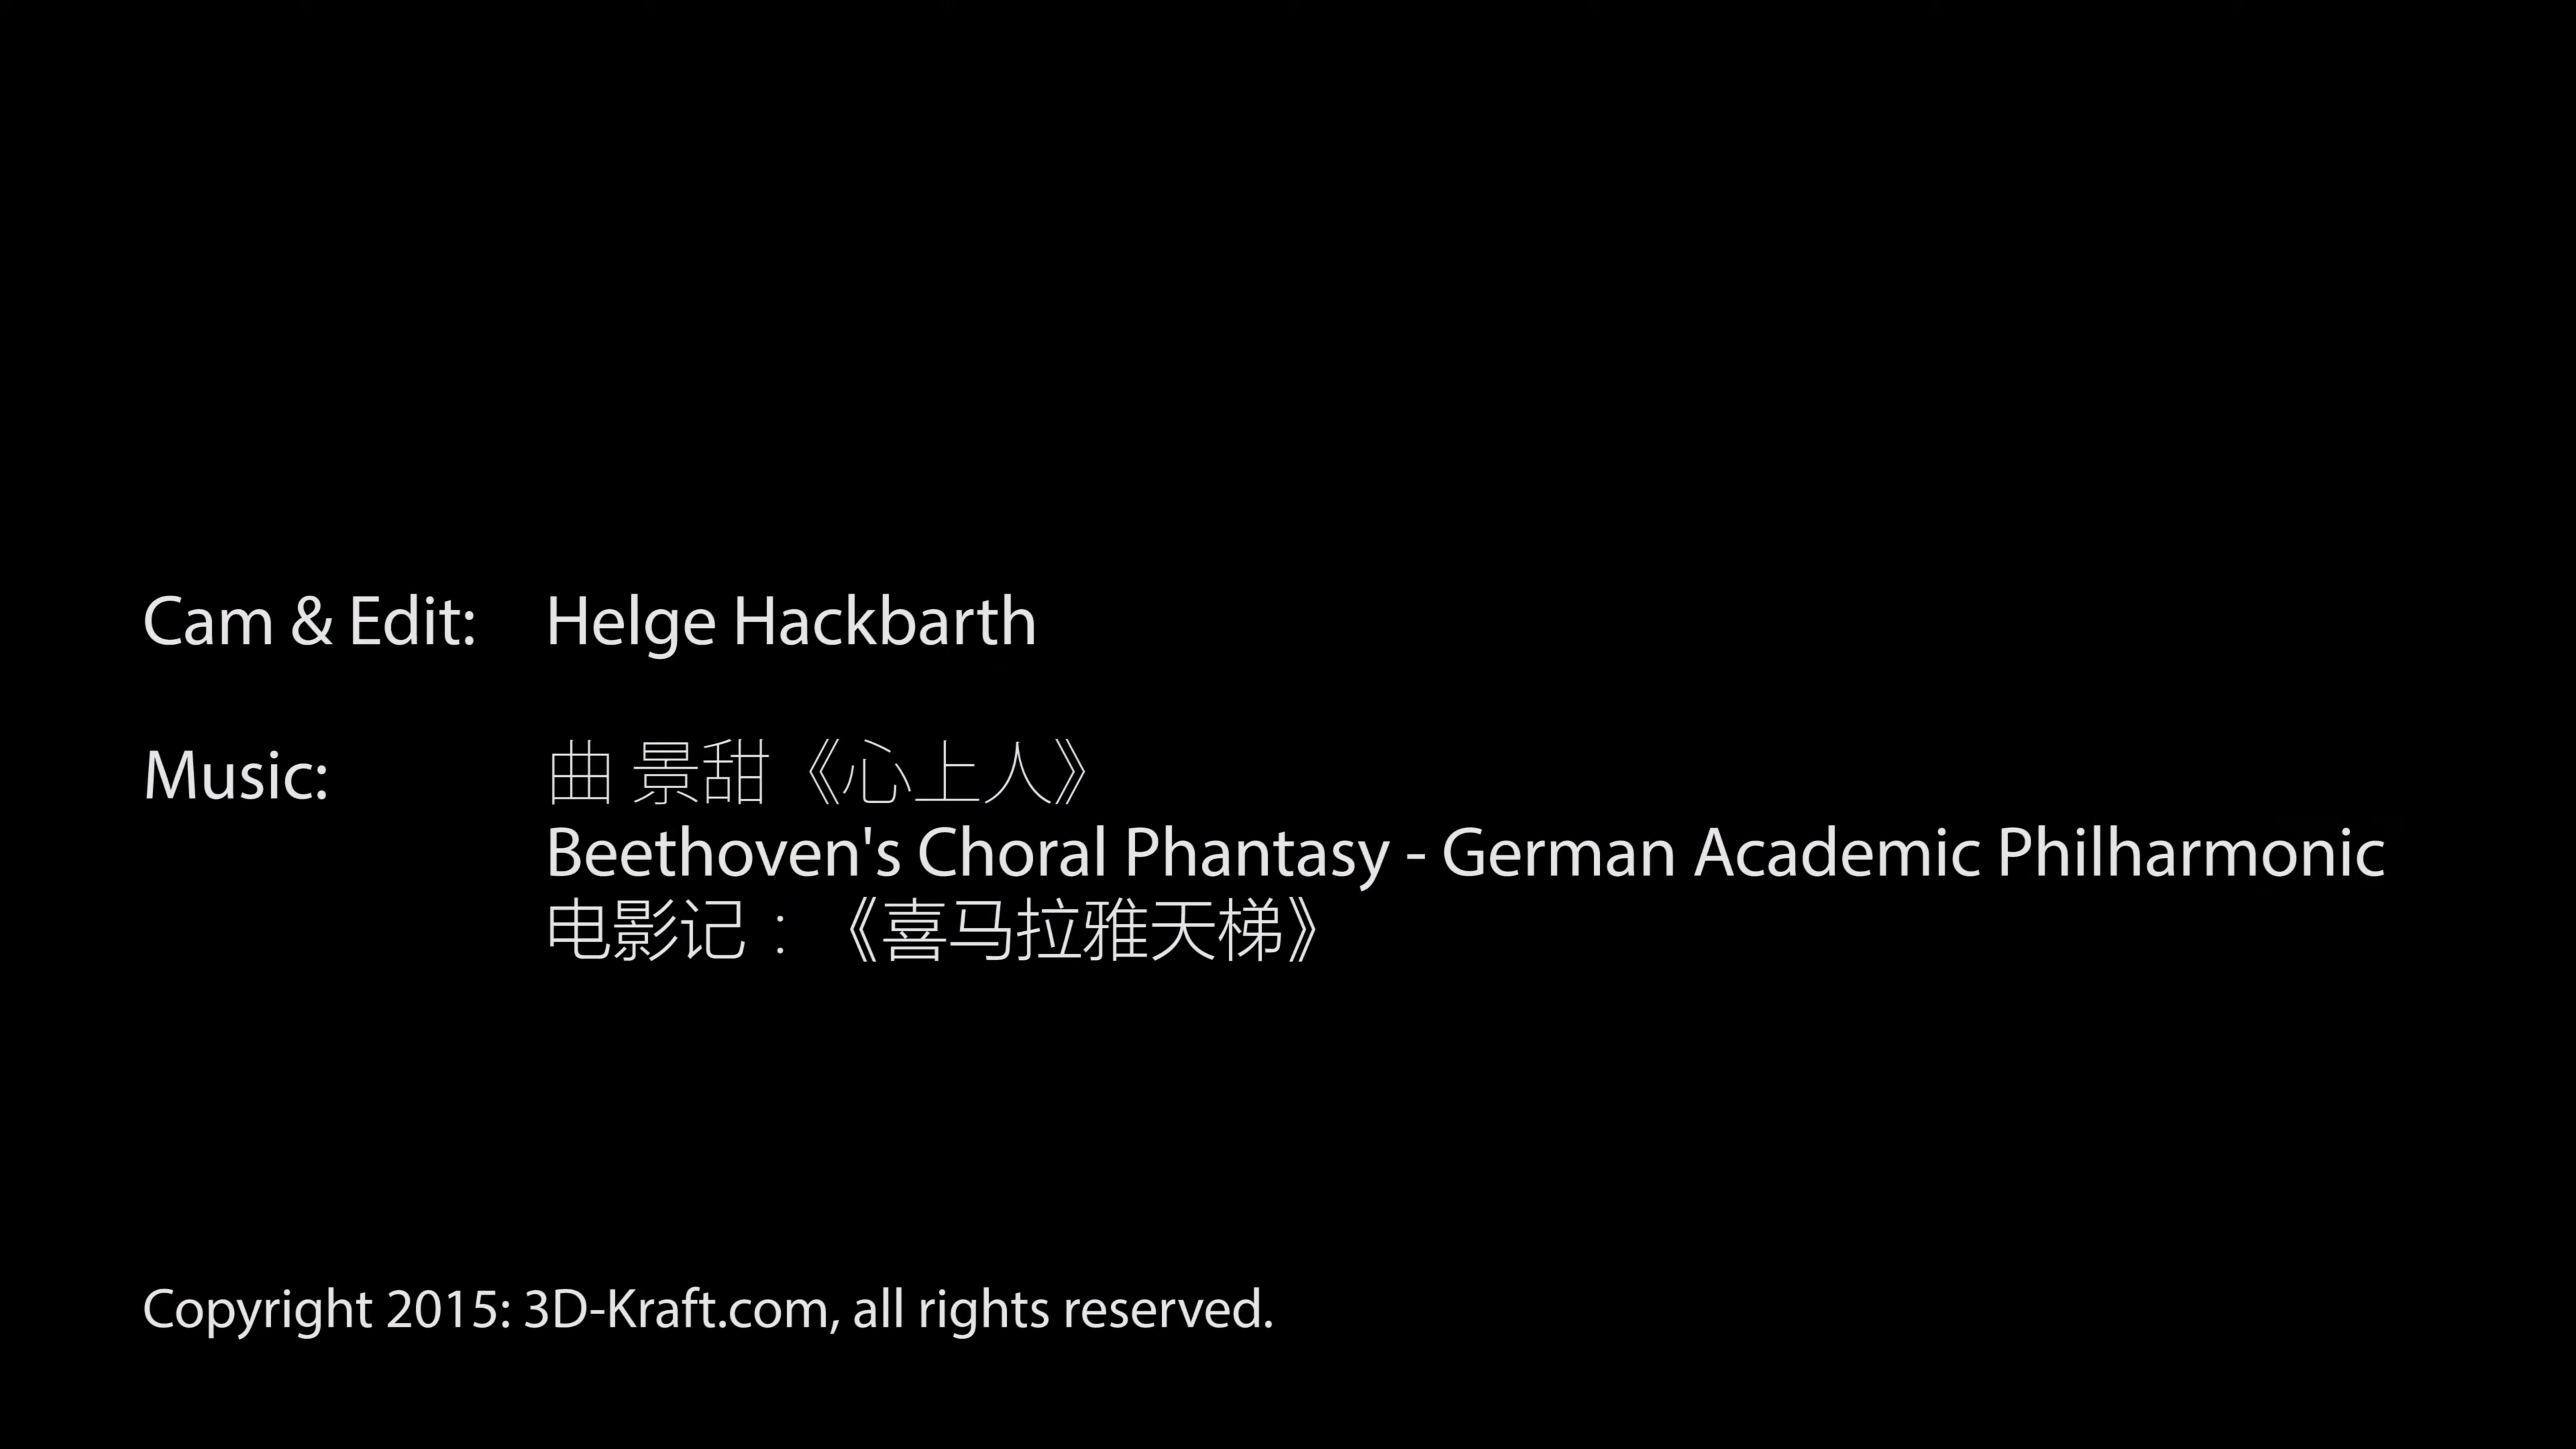 Cam & Edit: Helge Hackbarth
Music: 曲 景甜《心上人》
Beethoven's Choral Phantasy - German Academic Philharmonic
电影记：《喜马拉雅天梯》
Copyright 2015: 3D-Kraft.com, all rights reserved.